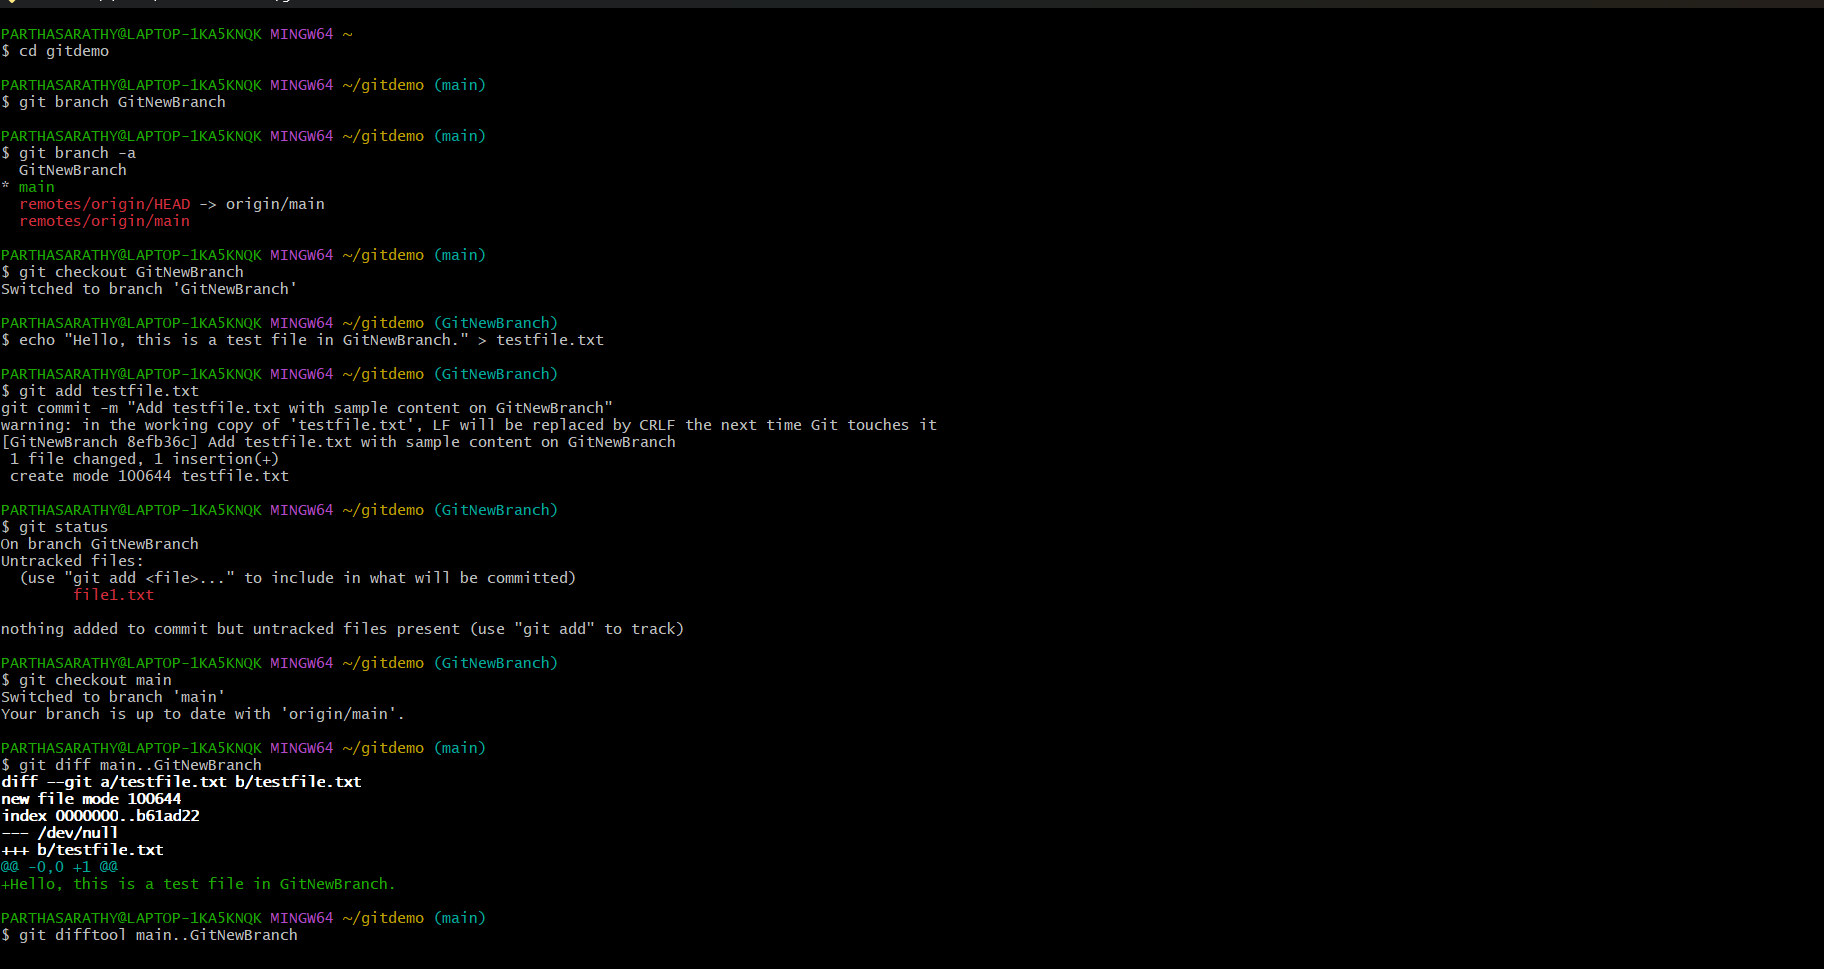 PARTHASARATHY@LAPTOP-1KA5KNQK MINGW64 ~
$ cd gitdemo
PARTHASARATHY@LAPTOP-1KA5KNQK MINGW64 ~/gitdemo (main)
$ git branch GitNewBranch
PARTHASARATHY@LAPTOP-1KA5KNQK MINGW64 ~/gitdemo (main)
$ git branch -a
  GitNewBranch
* main
  remotes/origin/HEAD -> origin/main
  remotes/origin/main
PARTHASARATHY@LAPTOP-1KA5KNQK MINGW64 ~/gitdemo (main)
$ git checkout GitNewBranch
Switched to branch 'GitNewBranch'
PARTHASARATHY@LAPTOP-1KA5KNQK MINGW64 ~/gitdemo (GitNewBranch)
$ echo "Hello, this is a test file in GitNewBranch." > testfile.txt
PARTHASARATHY@LAPTOP-1KA5KNQK MINGW64 ~/gitdemo (GitNewBranch)
$ git add testfile.txt
git commit -m "Add testfile.txt with sample content on GitNewBranch"
warning: in the working copy of 'testfile.txt', LF will be replaced by CRLF the next time Git touches it
[GitNewBranch 8efb36c] Add testfile.txt with sample content on GitNewBranch
 1 file changed, 1 insertion(+)
 create mode 100644 testfile.txt
PARTHASARATHY@LAPTOP-1KA5KNQK MINGW64 ~/gitdemo (GitNewBranch)
$ git status
On branch GitNewBranch
Untracked files:
  (use "git add <file>..." to include in what will be committed)
        file1.txt
nothing added to commit but untracked files present (use "git add" to track)
PARTHASARATHY@LAPTOP-1KA5KNQK MINGW64 ~/gitdemo (GitNewBranch)
$ git checkout main
Switched to branch 'main'
Your branch is up to date with 'origin/main'.
PARTHASARATHY@LAPTOP-1KA5KNQK MINGW64 ~/gitdemo (main)
$ git diff main..GitNewBranch
diff --git a/testfile.txt b/testfile.txt
new file mode 100644
index 0000000..b61ad22
--- /dev/null
+++ b/testfile.txt
@@ -0,0 +1 @@
+Hello, this is a test file in GitNewBranch.
PARTHASARATHY@LAPTOP-1KA5KNQK MINGW64 ~/gitdemo (main)
$ git difftool main..GitNewBranch